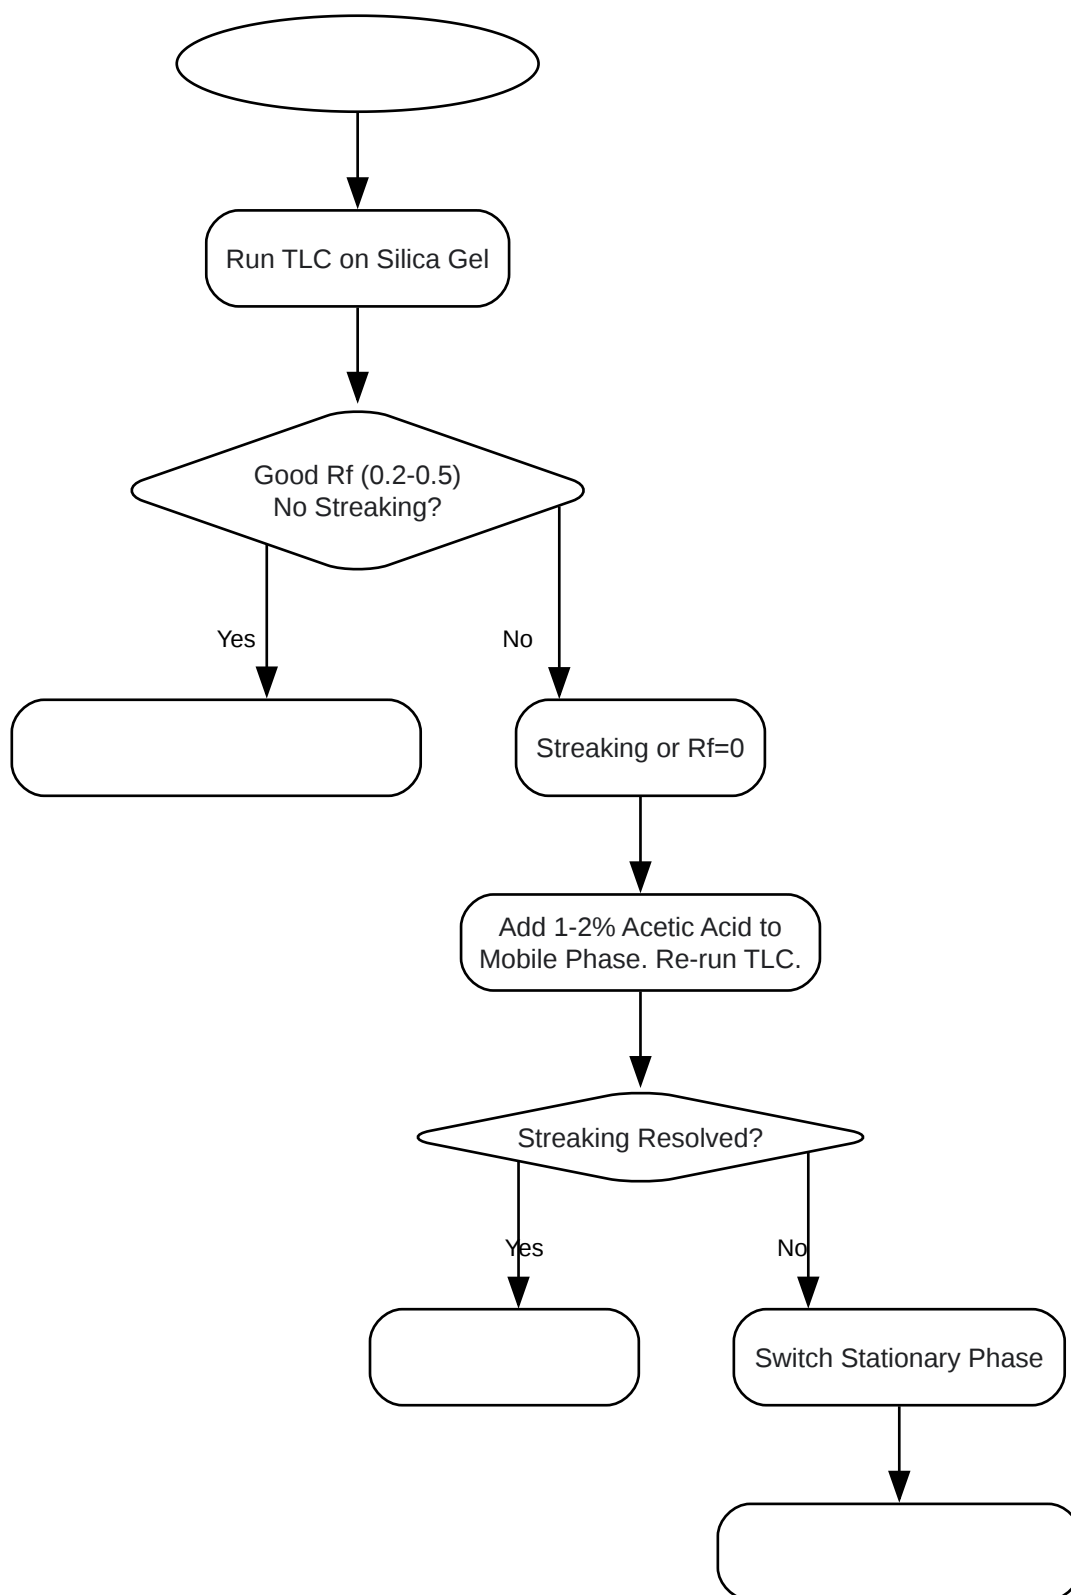 Run TLC on Silica Gel
Good Rf (0.2-0.5)
No Streaking?
Yes
No
Streaking or Rf=0
Add 1-2% Acetic Acid to
Mobile Phase. Re-run TLC.
Streaking Resolved?
Yes
No
Switch Stationary Phase